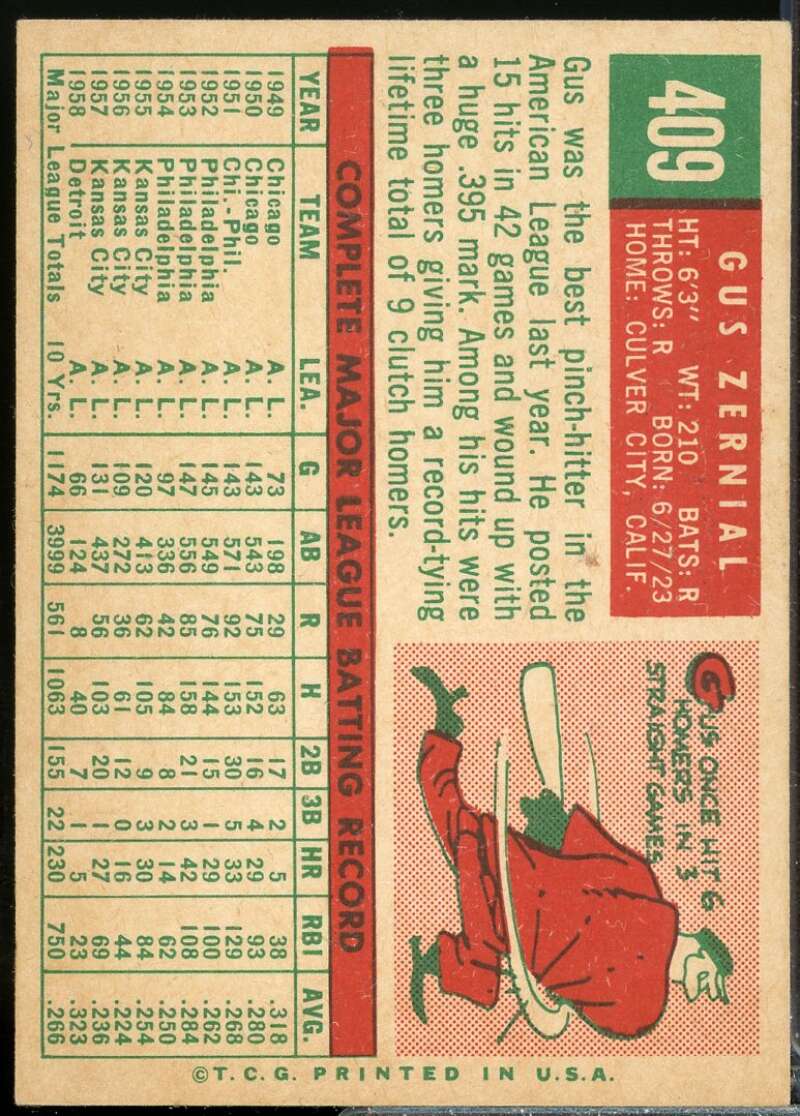 409
GUS ZERNIAL
HT: 6'3" WT: 210 BATS: R
THROWS: R BORN: 6/27/23
HOME: CULVER CITY, CALIF.
Gus was the best pinch-hitter in the
American League last year. He posted
15 hits in 42 games and wound up with
a huge .395 mark. Among his hits were
three homers giving him a record-tying
lifetime total of 9 clutch homers.
GUS ONCE HIT 6
HOMERS IN 3
STRAIGHT GAMES
COMPLETE MAJOR LEAGUE BATTING RECORD
YEAR TEAM LEA. G AB R H 2B 3B HR RBI AVG.
1949 Chicago A. L. 73 198 29 63 17 2 5 38 .318
1950 Chicago A. L. 143 543 75 152 16 4 29 93 .280
1951 Chi.-Phil. A. L. 143 571 92 153 30 5 33 129 .268
1952 Philadelphia A. L. 145 549 76 144 15 1 29 100 .262
1953 Philadelphia A. L. 147 556 85 158 21 3 42 108 .284
1954 Philadelphia A. L. 97 336 42 84 8 2 14 62 .250
1955 Kansas City A. L. 120 413 62 105 9 3 30 84 .254
1956 Kansas City A. L. 109 272 36 61 12 0 16 44 .224
1957 Kansas City A. L. 131 437 56 103 20 1 27 69 .236
1958 Detroit A. L. 66 124 8 40 7 1 5 23 .323
Major League Totals 10 Yrs. 1174 3999 561 1063 155 22 230 750 .266
© T. C. G. PRINTED IN U.S.A.